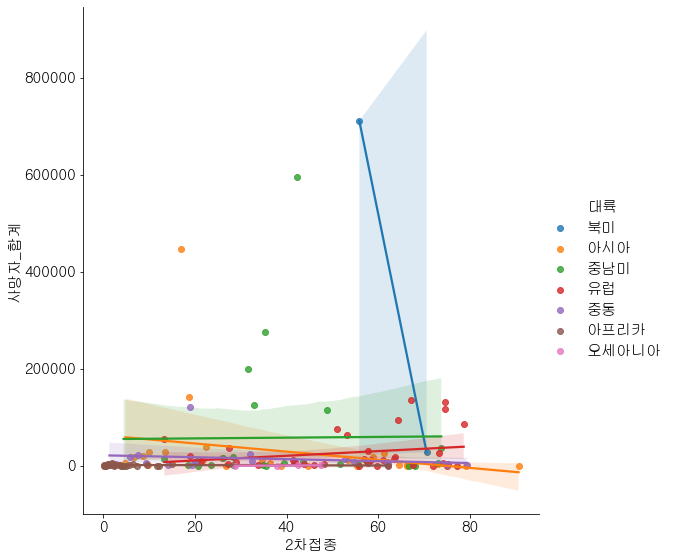 800000
600000
400000
200000
0
사망자_합계
0
20
40
60
80
2차접종
대륙
북미
아시아
중남미
유럽
중동
아프리카
오세아니아